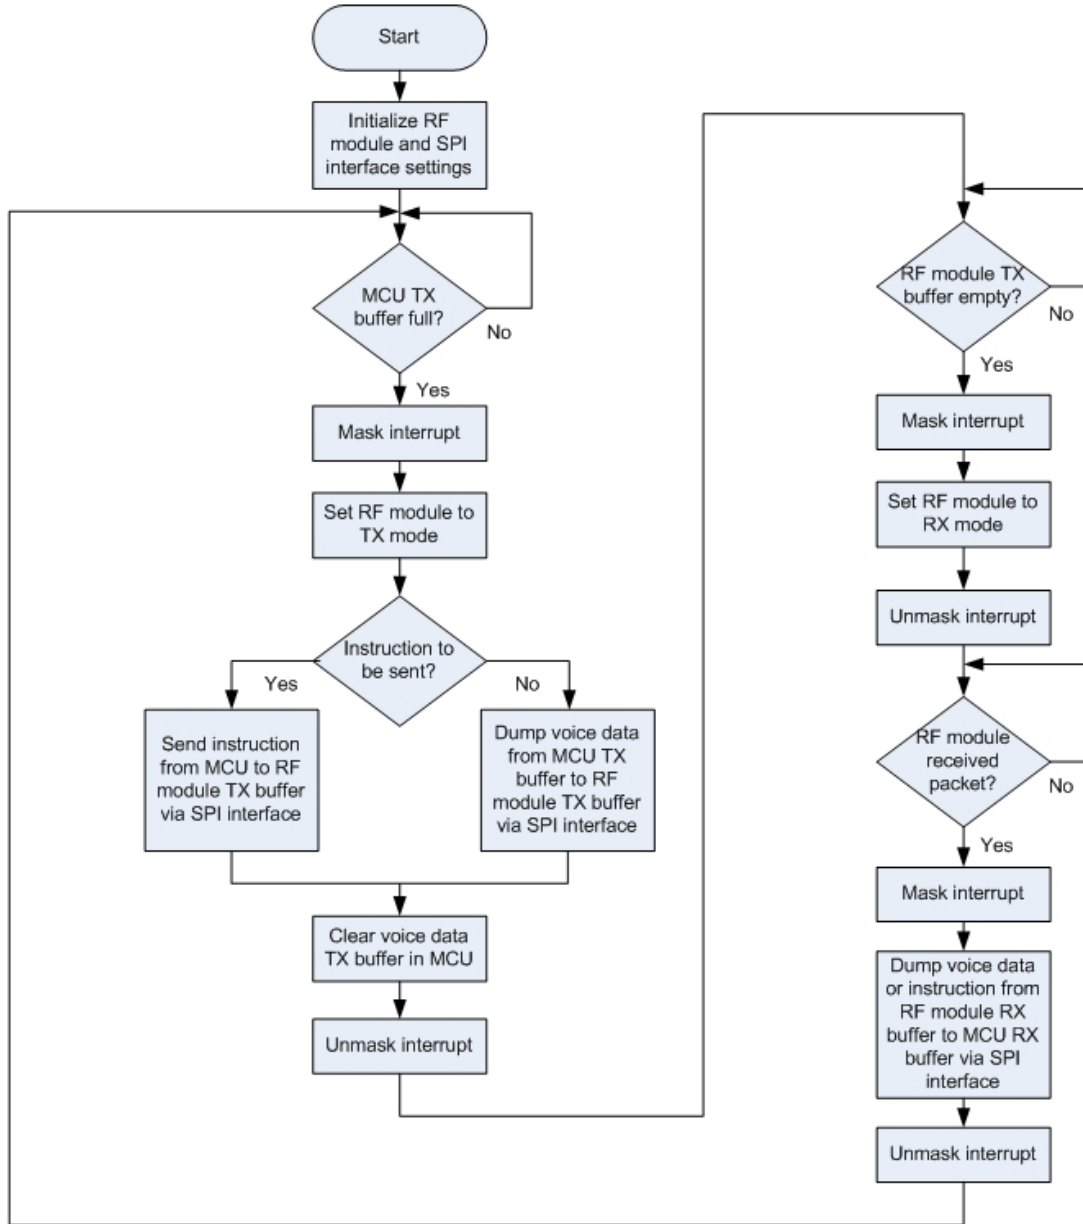 Start
Initialize RF
module and SPI
interface settings
MCU TX
buffer full?
No
Yes
Mask interrupt
Set RF module to
TX mode
Instruction to
be sent?
Yes
No
Send instruction
from MCU to RF
module TX buffer
via SPI interface
Dump voice data
from MCU TX
buffer to RF
module TX buffer
via SPI interface
Clear voice data
TX buffer in MCU
Unmask interrupt
RF module TX
buffer empty?
No
Yes
Mask interrupt
Set RF module to
RX mode
Unmask interrupt
RF module
received
packet?
No
Yes
Mask interrupt
Dump voice data
or instruction from
RF module RX
buffer to MCU RX
buffer via SPI
interface
Unmask interrupt